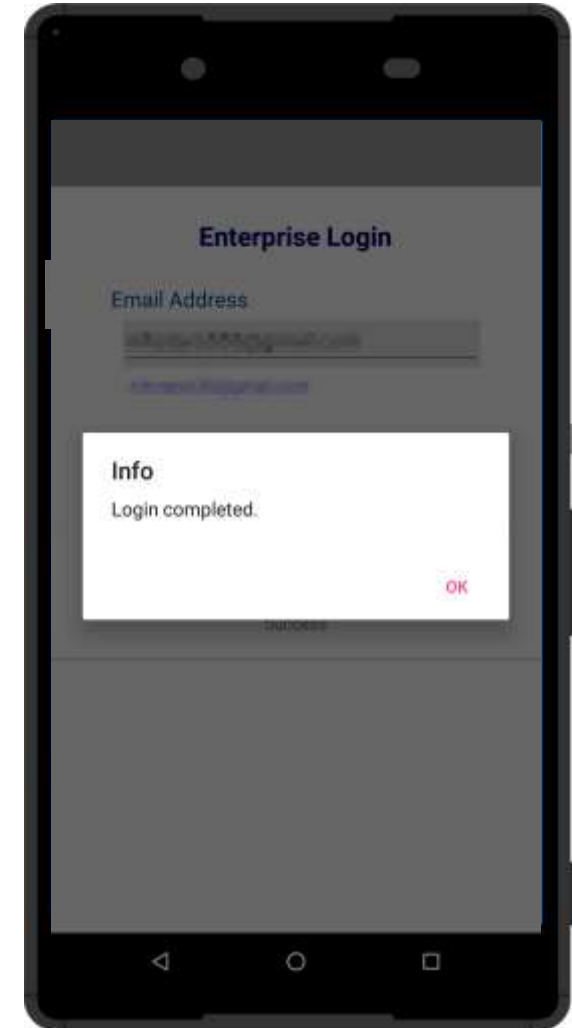 Enterprise Login
Email Address
Info
Login completed.
OK
Success